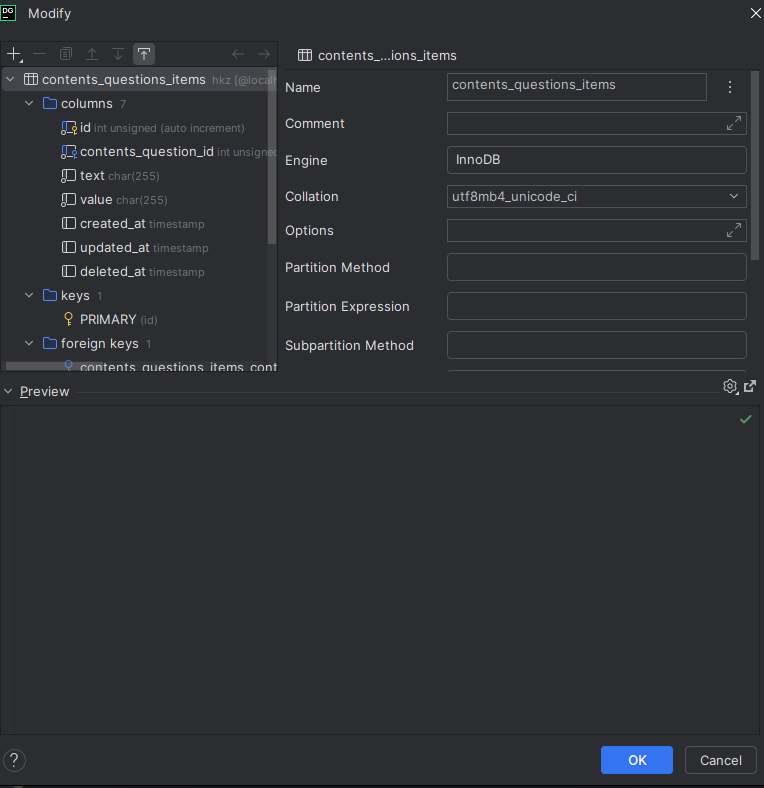 DG Modify
contents_questions_items hkz [@localh
columns 7
id int unsigned (auto increment)
contents_question_id int unsigned
text char(255)
value char(255)
created_at timestamp
updated_at timestamp
deleted_at timestamp
keys 1
PRIMARY (id)
foreign keys 1
contents_questions_items_cont
contents_...ions_items
Name contents_questions_items
Comment
Engine InnoDB
Collation utf8mb4_unicode_ci
Options
Partition Method
Partition Expression
Subpartition Method
Preview
? OK Cancel